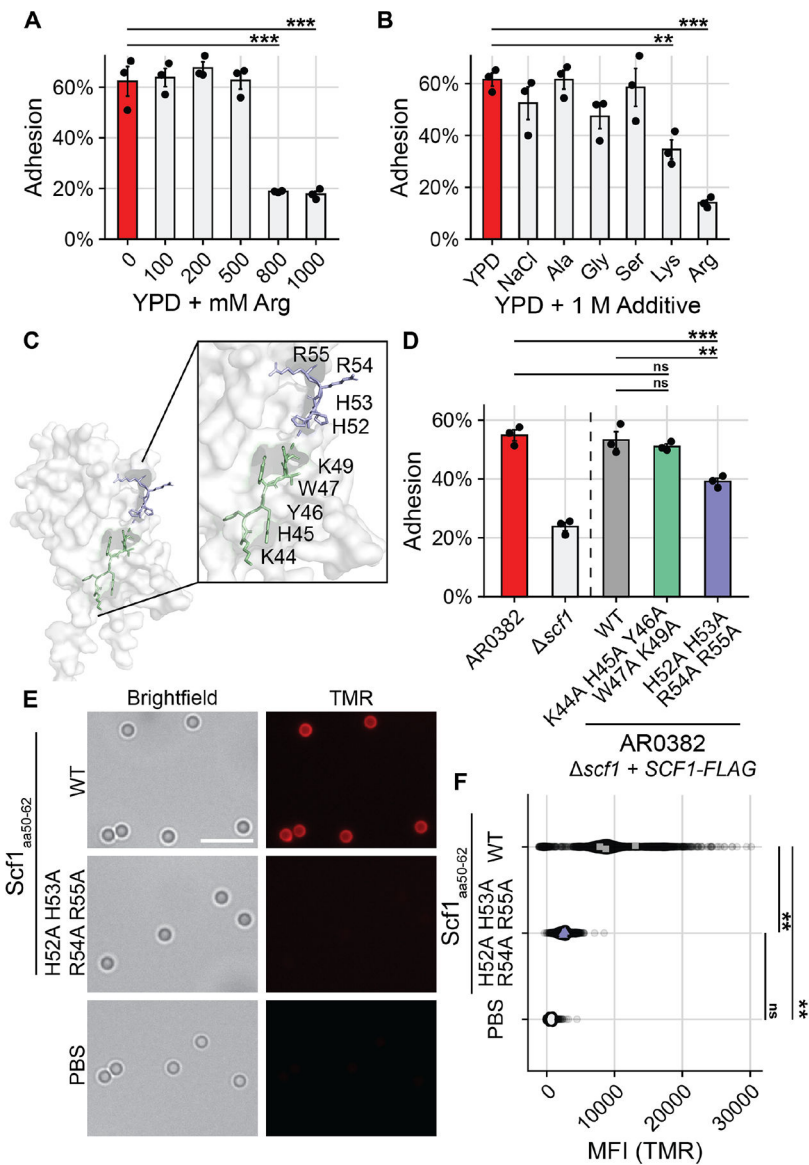 A
***
***
Adhesion
60%
40%
20%
0%
0
100
200
500
800
1000
YPD + mM Arg
B
***
**
Adhesion
60%
40%
20%
0%
YPD
NaCl
Ala
Gly
Ser
Lys
Arg
YPD + 1 M Additive
C
R55
R54
H53
H52
K49
W47
Y46
H45
K44
D
***
**
ns
ns
Adhesion
60%
40%
20%
0%
AR0382
Δscf1
WT
K44A H45A Y46A
W47A K49A
H52A H53A
R54A R55A
AR0382
Δscf1 + SCF1-FLAG
E
Brightfield
TMR
Scf1aa50-62
WT
H52A H53A
R54A R55A
PBS
F
Scf1aa50-62
WT
H52A H53A
R54A R55A
PBS
**
ns
**
0
10000
20000
30000
MFI (TMR)